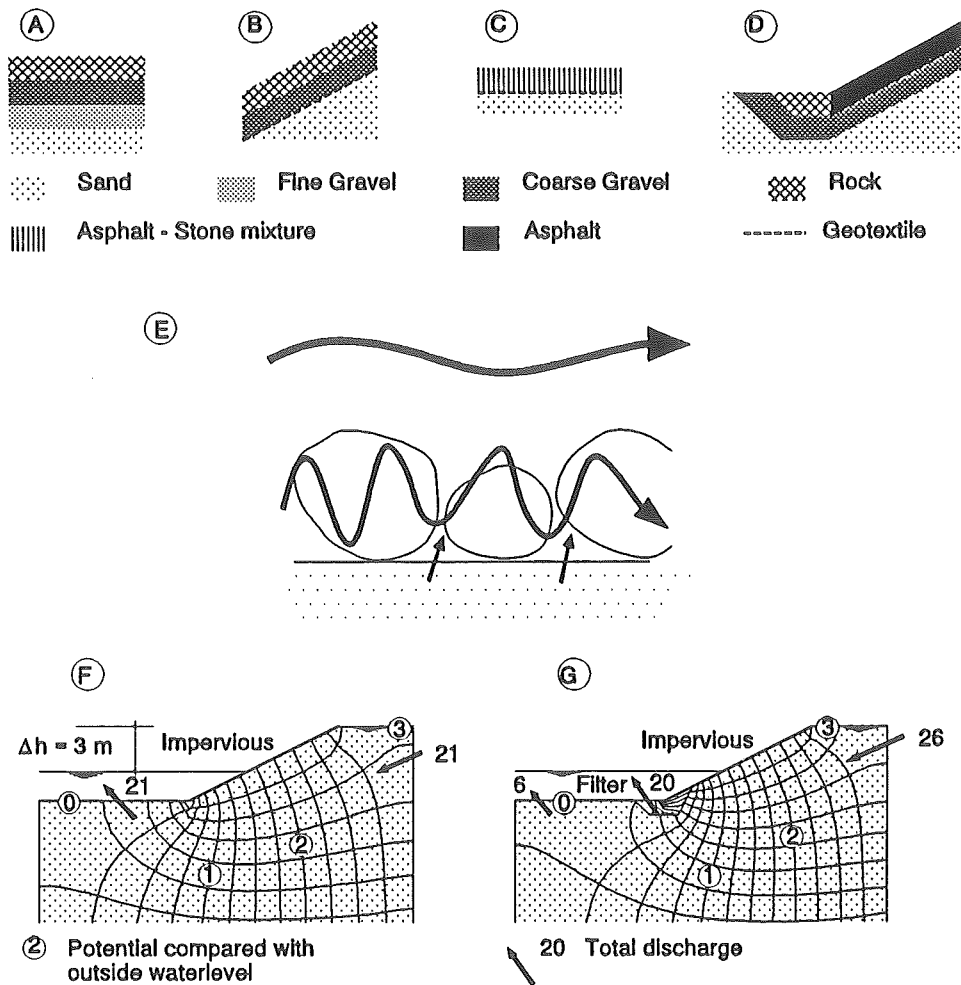 A B C D
Sand Fine Gravel Coarse Gravel Rock
Asphalt - Stone mixture Asphalt Geotextile
E
F G
Δh = 3 m Impervious 3 21
21
0
2
1
Impervious 3 26
6 0 Filter 20
2
1
2 Potential compared with
outside waterlevel
20 Total discharge